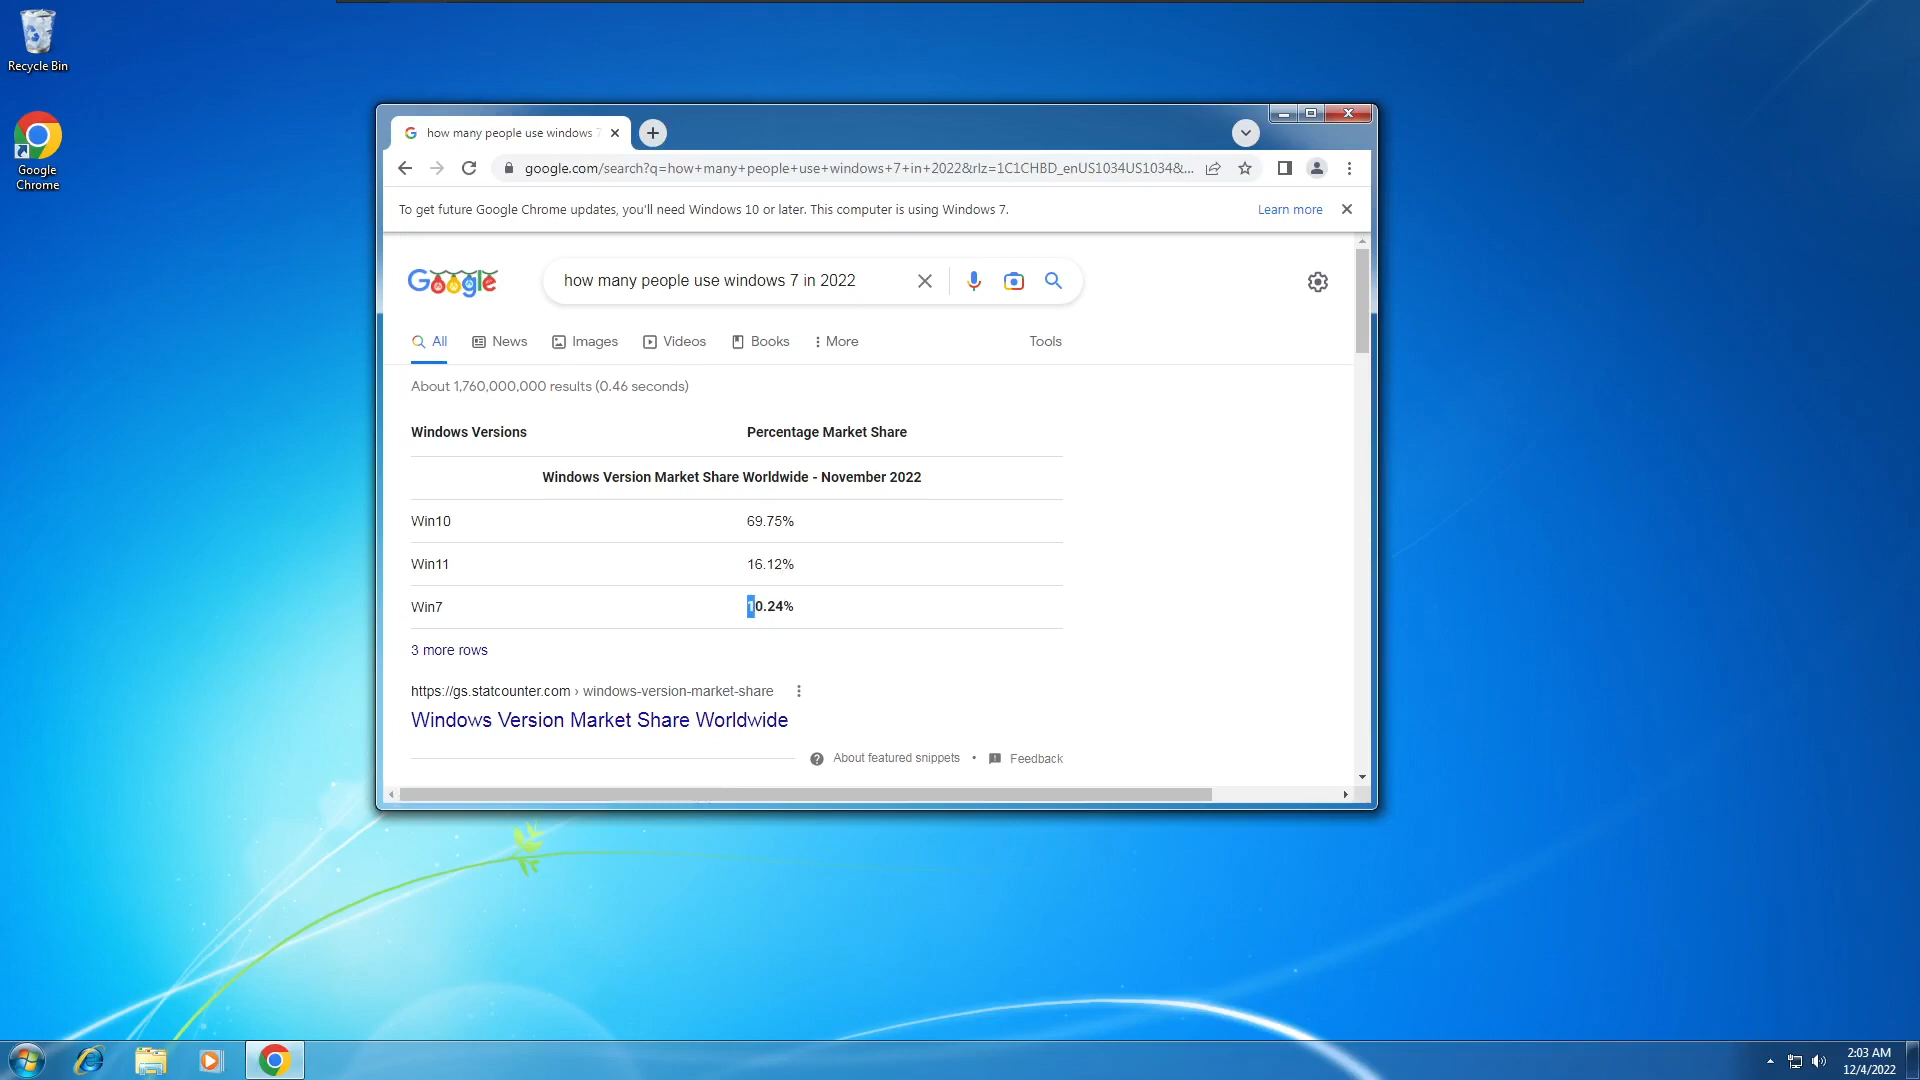 Recycle Bin
Google
Chrome
how many people use windows 7
google.com/search?q=how+many+people+use+windows+7+in+2022&rlz=1C1CHBD_enUS1034US1034&...
To get future Google Chrome updates, you'll need Windows 10 or later. This computer is using Windows 7.
Learn more
Google
how many people use windows 7 in 2022
All
News
Images
Videos
Books
More
Tools
About 1,760,000,000 results (0.46 seconds)
Windows Versions
Percentage Market Share
Windows Version Market Share Worldwide - November 2022
Win10
69.75%
Win11
16.12%
Win7
10.24%
3 more rows
https://gs.statcounter.com › windows-version-market-share
Windows Version Market Share Worldwide
About featured snippets
•
Feedback
2:03 AM
12/4/2022